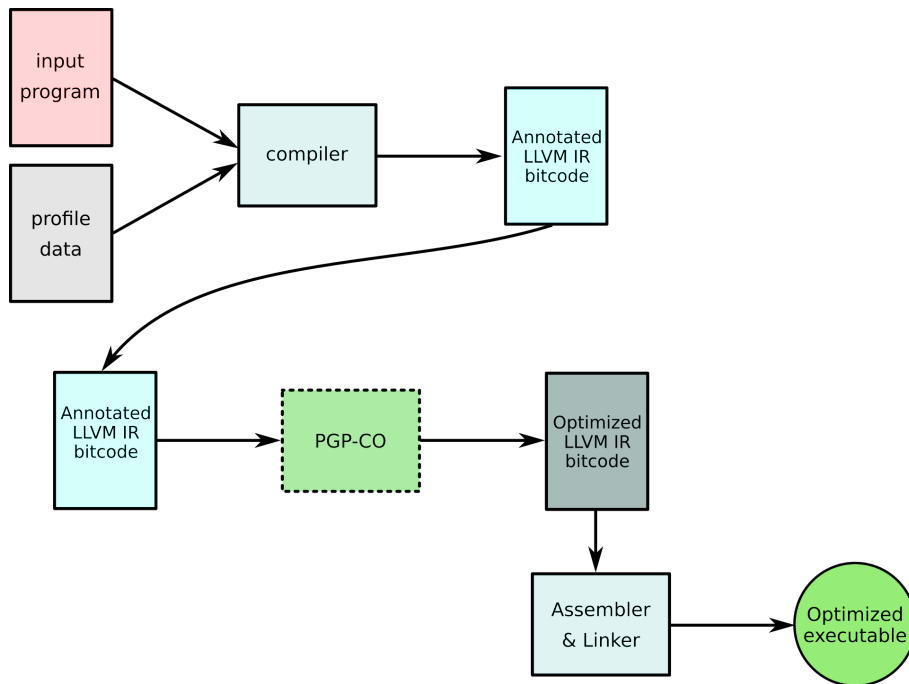 input
program
profile
data
compiler
Annotated
LLVM IR
bitcode
Annotated
LLVM IR
bitcode
PGP-CO
Optimized
LLVM IR
bitcode
Assembler
& Linker
Optimized
executable